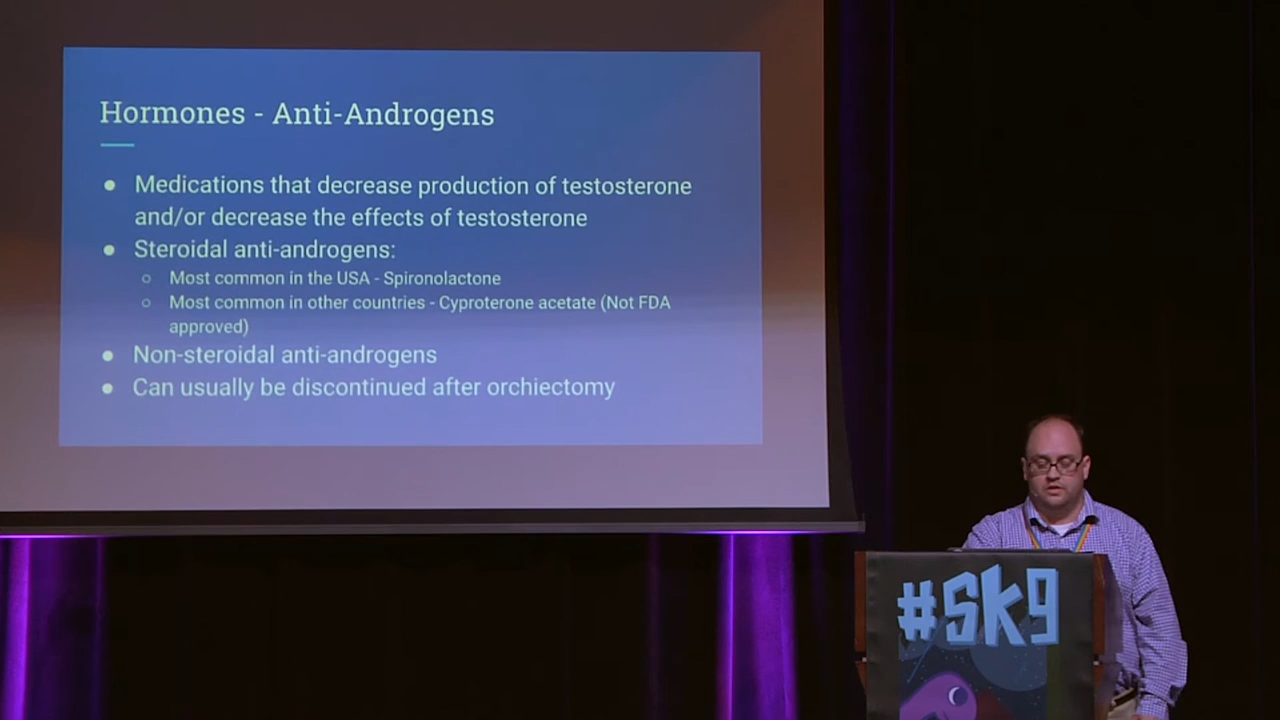 Hormones - Anti-Androgens
● Medications that decrease production of testosterone
and/or decrease the effects of testosterone
● Steroidal anti-androgens:
○ Most common in the USA - Spironolactone
○ Most common in other countries - Cyproterone acetate (Not FDA
approved)
● Non-steroidal anti-androgens
● Can usually be discontinued after orchiectomy
#SK9